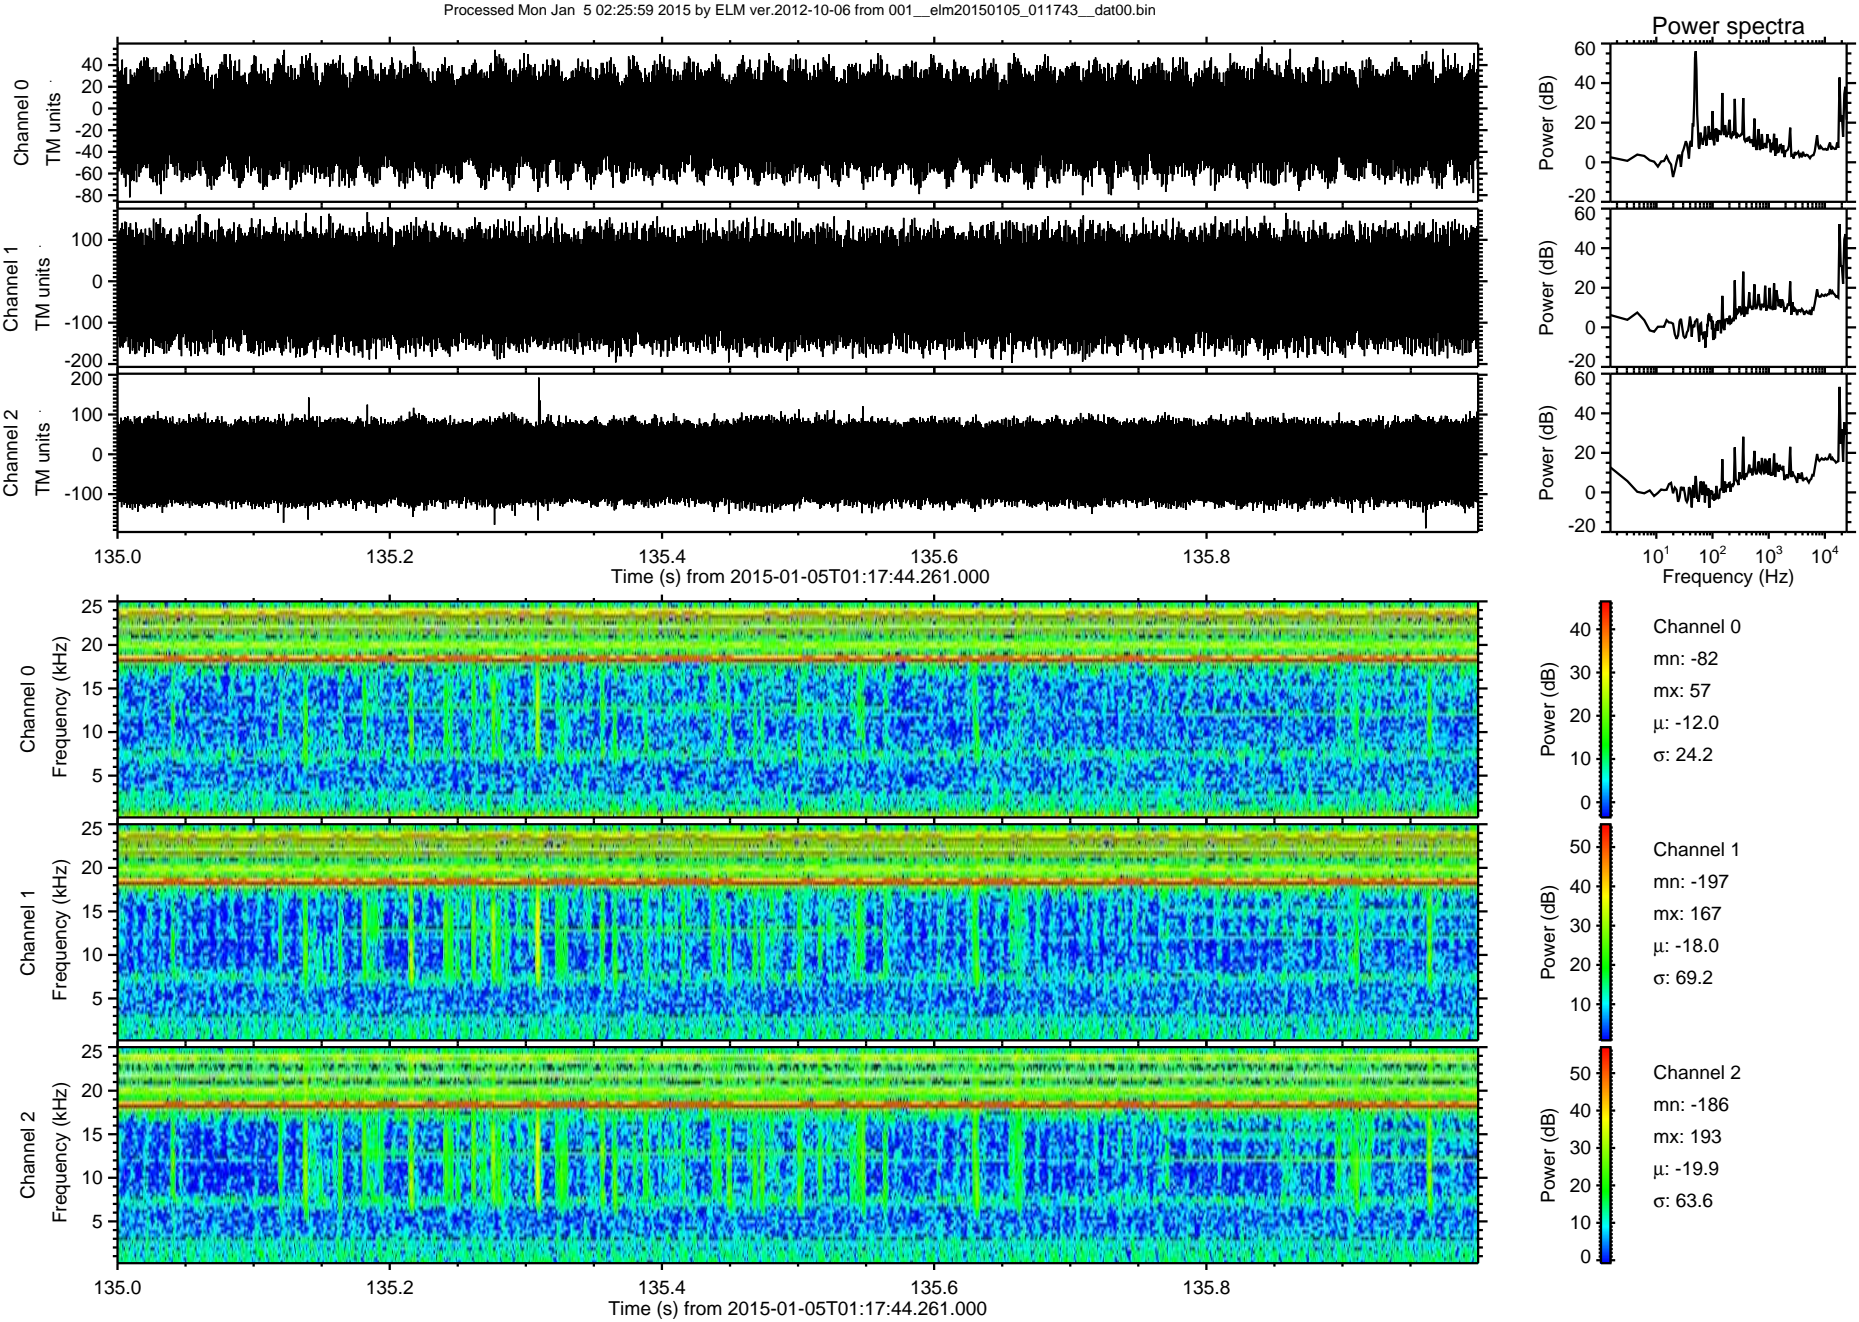 Processed Mon Jan  5 02:25:59 2015 by ELM ver.2012-10-06 from 001__elm20150105_011743__dat00.bin
Power spectra
Channel 0
TM units
40
20
0
-20
-40
-60
-80
Power (dB)
60
40
20
0
-20
Channel 1
TM units
100
0
-100
-200
Power (dB)
60
40
20
0
-20
Channel 2
TM units
200
100
0
-100
Power (dB)
60
40
20
0
-20
135.0 135.2 135.4 135.6 135.8
Time (s) from 2015-01-05T01:17:44.261.000
10^1 10^2 10^3 10^4
Frequency (Hz)
Channel 0
Frequency (kHz)
25
20
15
10
5
Power (dB)
40
30
20
10
0
Channel 0
mn: -82
mx: 57
μ: -12.0
σ: 24.2
Channel 1
Frequency (kHz)
25
20
15
10
5
Power (dB)
50
40
30
20
10
Channel 1
mn: -197
mx: 167
μ: -18.0
σ: 69.2
Channel 2
Frequency (kHz)
25
20
15
10
5
Power (dB)
50
40
30
20
10
0
Channel 2
mn: -186
mx: 193
μ: -19.9
σ: 63.6
135.0 135.2 135.4 135.6 135.8
Time (s) from 2015-01-05T01:17:44.261.000